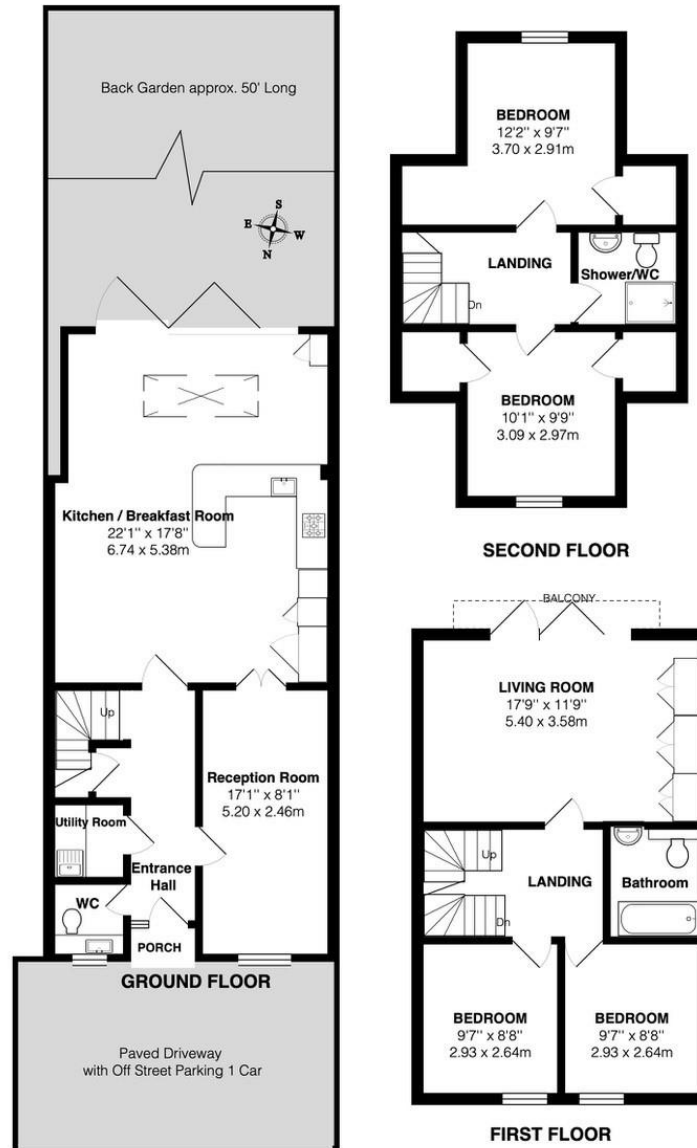 Back Garden approx. 50' Long
S
E
W
N
Kitchen / Breakfast Room
22'1" x 17'8"
6.74 x 5.38m
Up
Reception Room
17'1" x 8'1"
5.20 x 2.46m
Utility Room
Entrance
Hall
WC
PORCH
GROUND FLOOR
Paved Driveway
with Off Street Parking 1 Car
BEDROOM
12'2" x 9'7"
3.70 x 2.91m
LANDING
Shower/WC
Dn
BEDROOM
10'1" x 9'9"
3.09 x 2.97m
SECOND FLOOR
BALCONY
LIVING ROOM
17'9" x 11'9"
5.40 x 3.58m
Up
LANDING
Bathroom
Dn
BEDROOM
9'7" x 8'8"
2.93 x 2.64m
BEDROOM
9'7" x 8'8"
2.93 x 2.64m
FIRST FLOOR